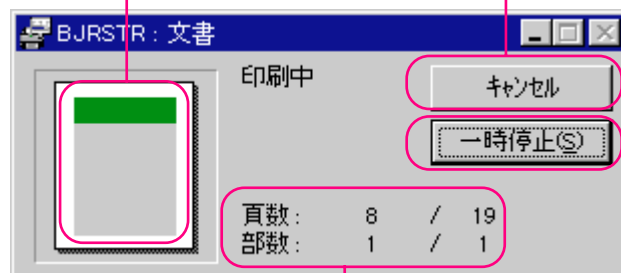 BJRSTR : 文書
印刷中
キャンセル
一時停止(S)
頁数 : 8 / 19
部数 : 1 / 1